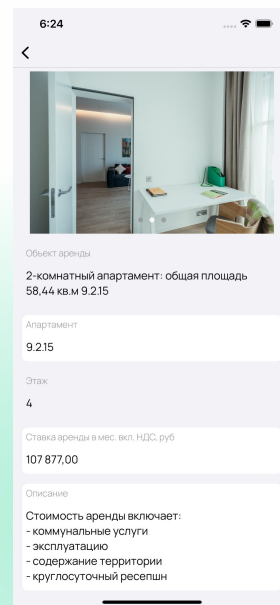 6:24
Объект аренды
2-комнатный апартамент: общая площадь
58,44 кв.м 9.2.15
Апартамент
9.2.15
Этаж
4
Ставка аренды в мес. вкл. НДС, руб
107 877,00
Описание
Стоимость аренды включает:
- коммунальные услуги
- эксплуатацию
- содержание территории
- круглосуточный ресепшн